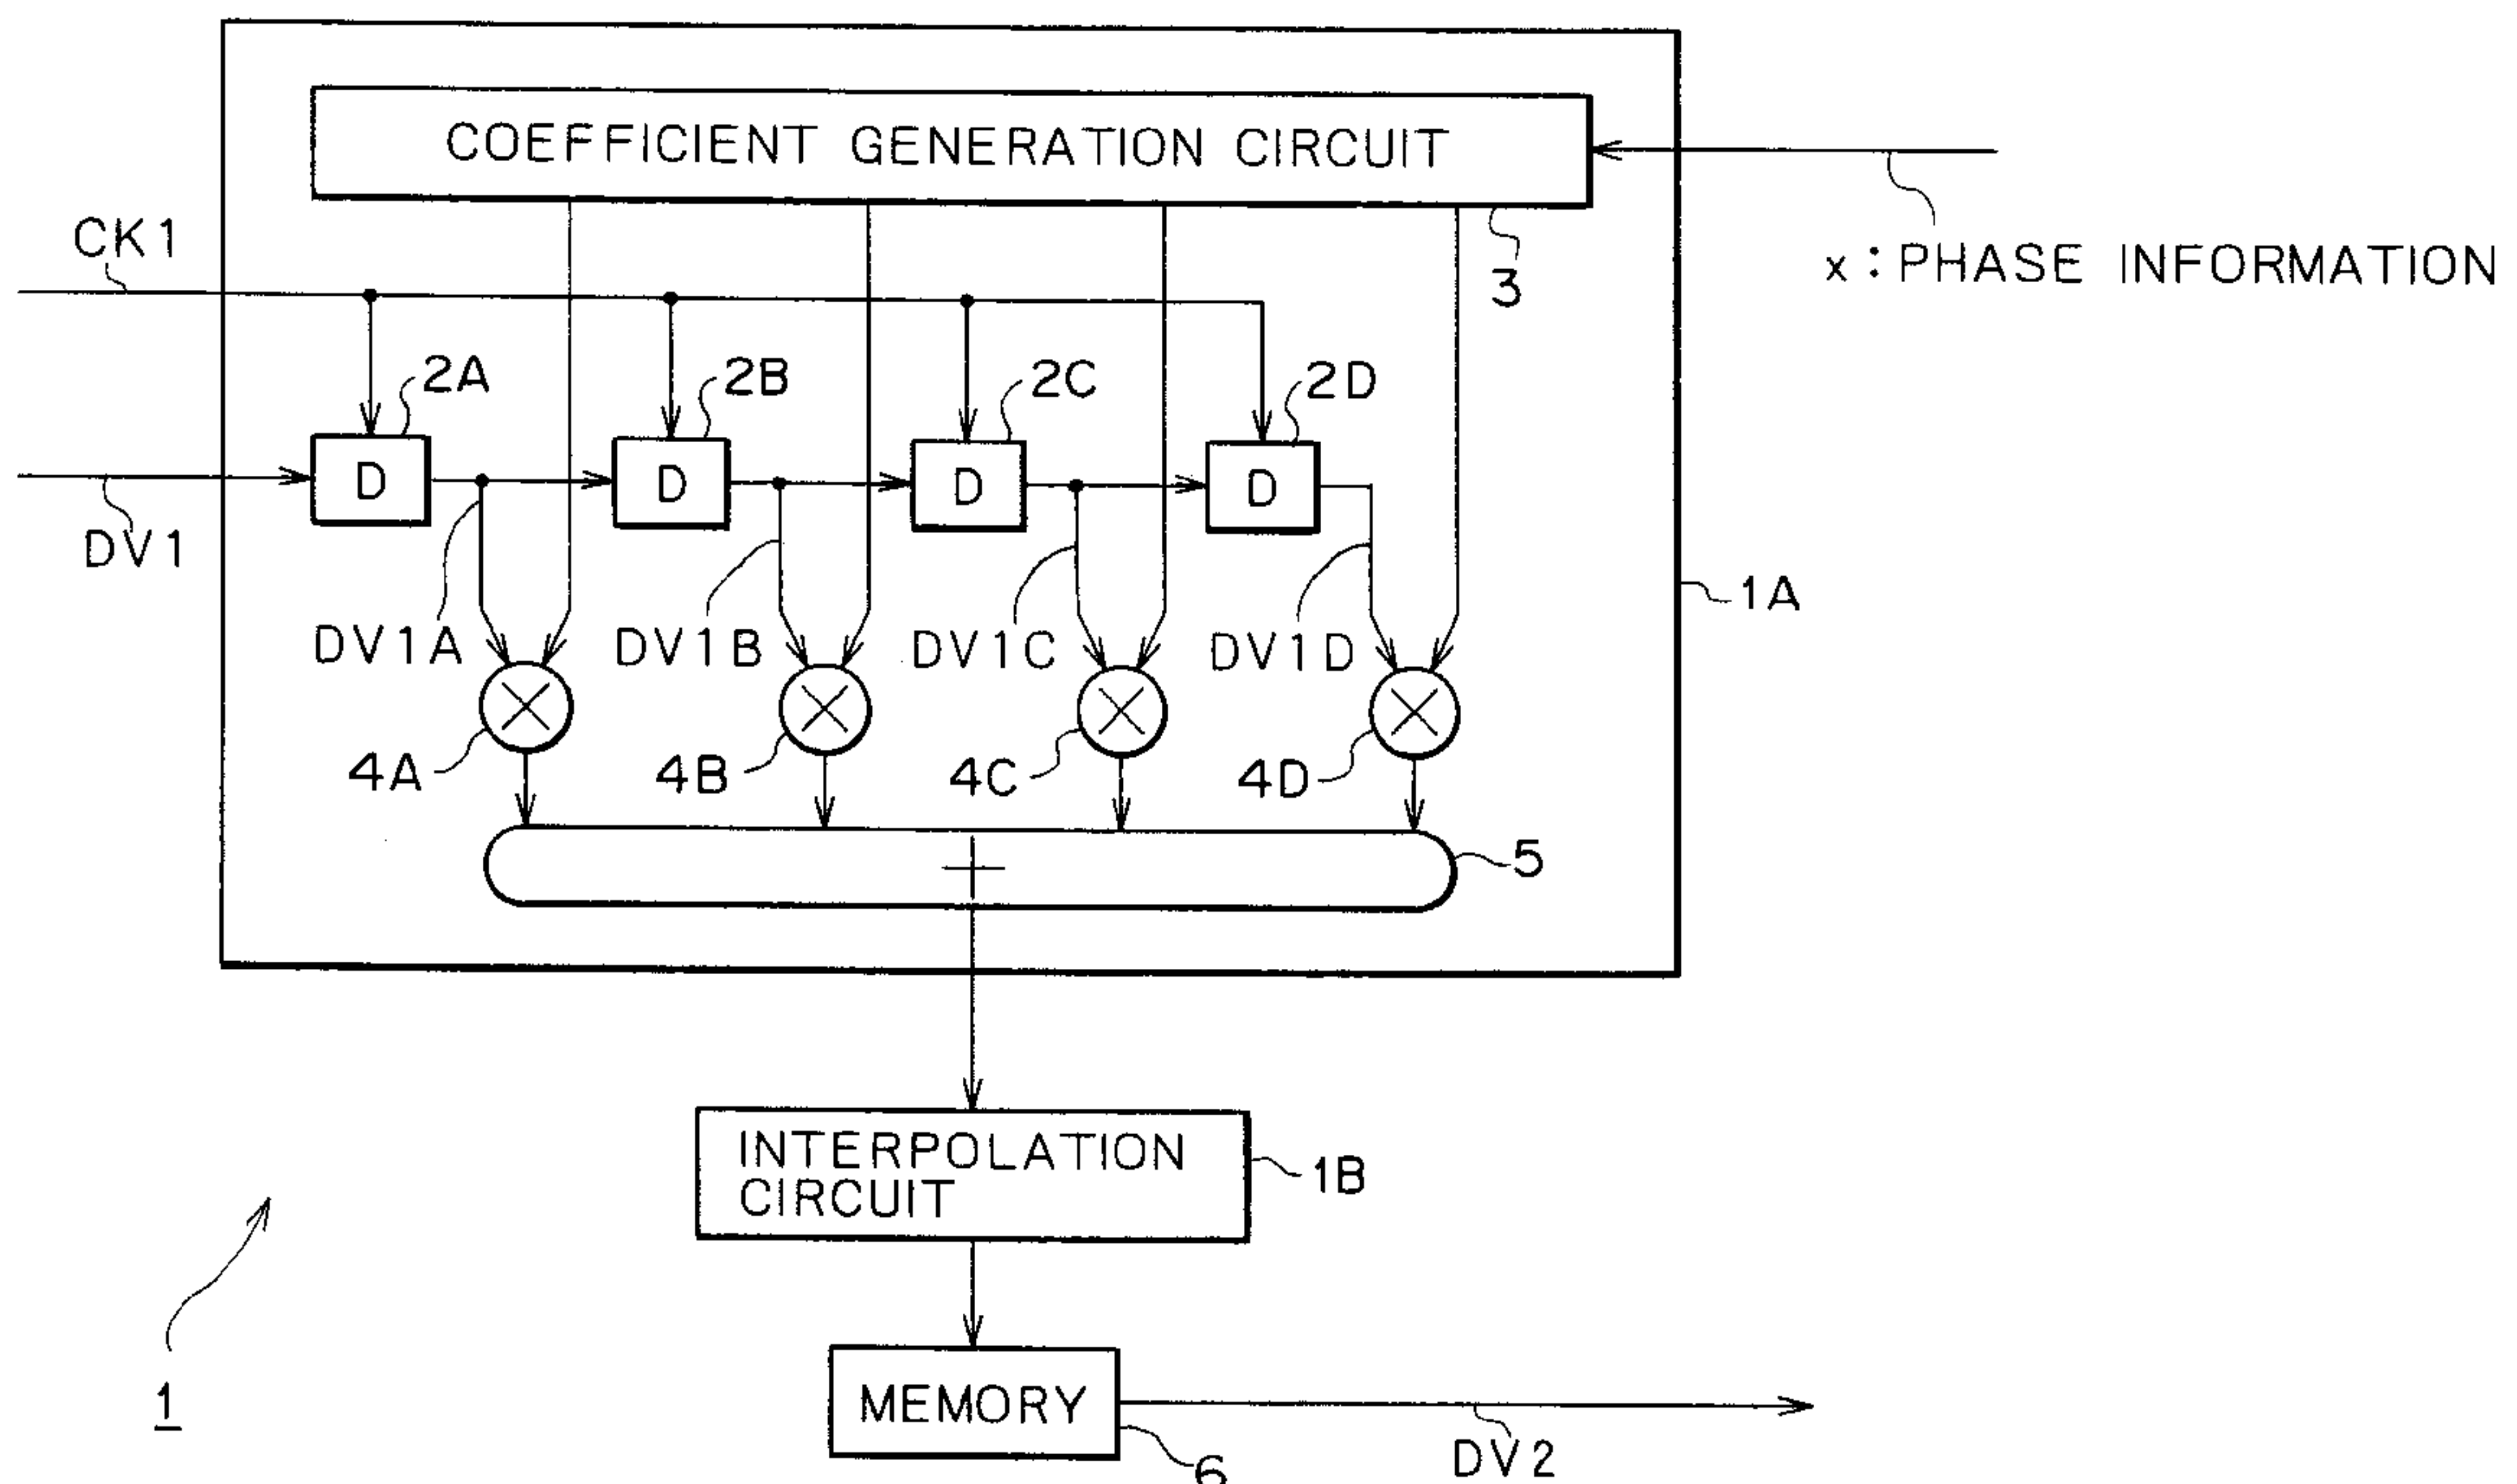 COEFFICIENT GENERATION CIRCUIT
CK1
3
x : PHASE INFORMATION
2A
2B
2C
2D
D
D
D
D
DV1
1A
DV1A
DV1B
DV1C
DV1D
4A
4B
4C
4D
+
5
INTERPOLATION
CIRCUIT
1B
1
MEMORY
6
DV2